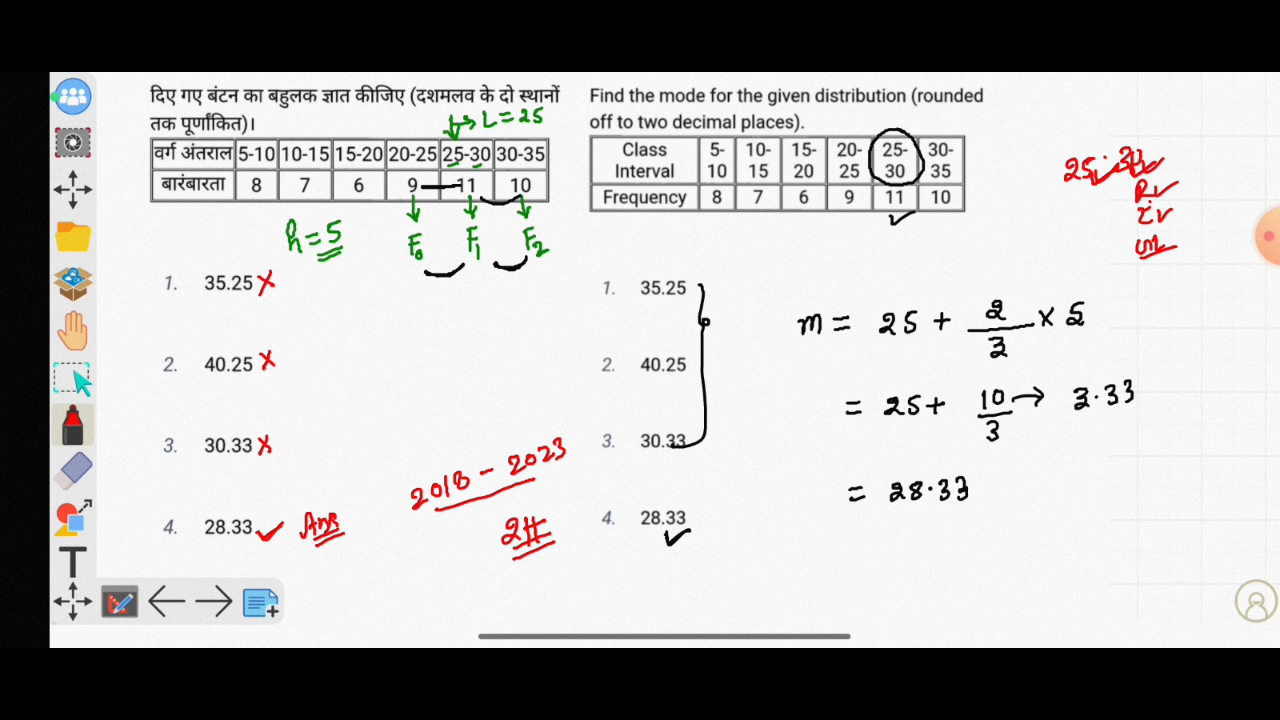 दिए गए बंटन का बहुलक ज्ञात कीजिए (दशमलव के दो स्थानों
तक पूर्णांकित)।
L = 25
वर्ग अंतराल 5-10 10-15 15-20 20-25 25-30 30-35
बारंबारता 8 7 6 9 11 10
h = 5
F₀ F₁ F₂
1. 35.25 ×
2. 40.25 ×
3. 30.33 ×
4. 28.33 ✓ Ans
2018 - 2023
Find the mode for the given distribution (rounded
off to two decimal places).
Class Interval 5-10 10-15 15-20 20-25 25-30 30-35
Frequency 8 7 6 9 11 10
1. 35.25
2. 40.25
3. 30.33
4. 28.33 ✓
m = 25 + 2/3 × 5
= 25 + 10/3 → 3.33
= 28.33
T